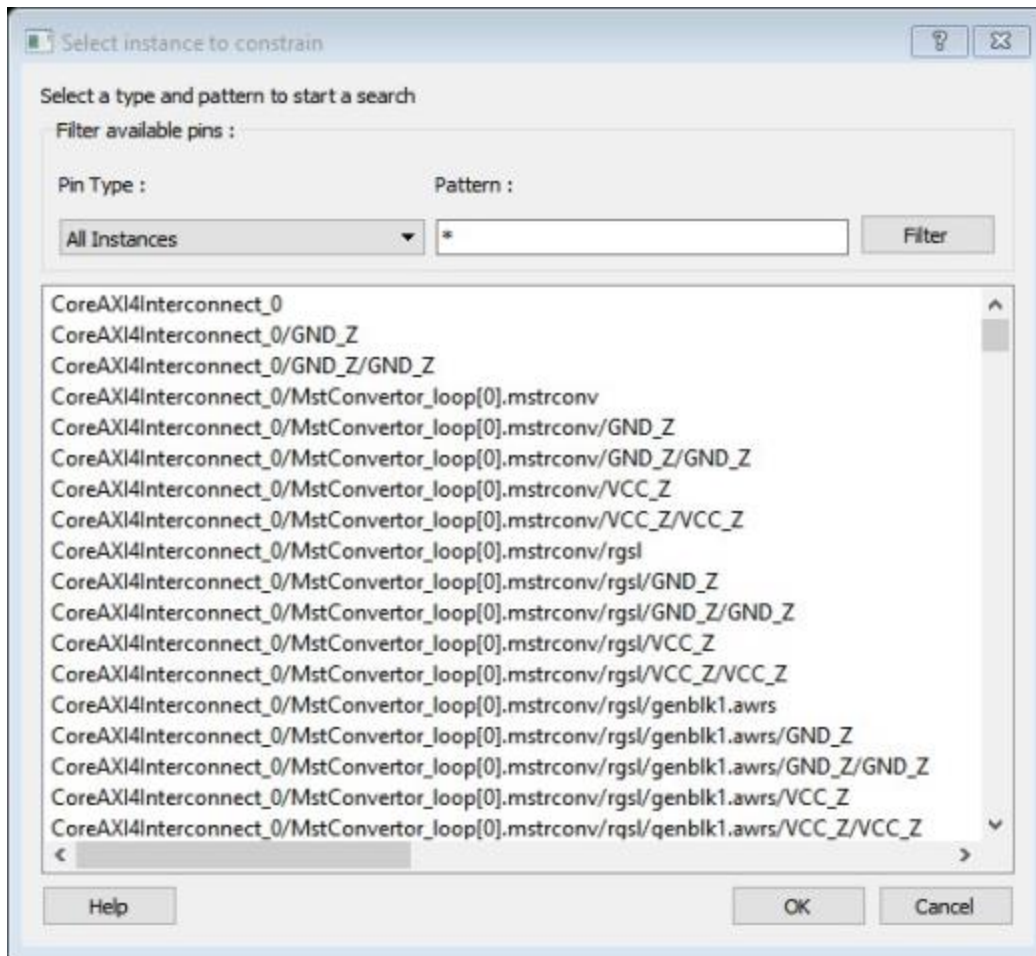 Select instance to constrain
Select a type and pattern to start a search
Filter available pins :
Pin Type : Pattern :
All Instances * Filter
CoreAXI4Interconnect_0
CoreAXI4Interconnect_0/GND_Z
CoreAXI4Interconnect_0/GND_Z/GND_Z
CoreAXI4Interconnect_0/MstConvertor_loop[0].mstrconv
CoreAXI4Interconnect_0/MstConvertor_loop[0].mstrconv/GND_Z
CoreAXI4Interconnect_0/MstConvertor_loop[0].mstrconv/GND_Z/GND_Z
CoreAXI4Interconnect_0/MstConvertor_loop[0].mstrconv/VCC_Z
CoreAXI4Interconnect_0/MstConvertor_loop[0].mstrconv/VCC_Z/VCC_Z
CoreAXI4Interconnect_0/MstConvertor_loop[0].mstrconv/rgsl
CoreAXI4Interconnect_0/MstConvertor_loop[0].mstrconv/rgsl/GND_Z
CoreAXI4Interconnect_0/MstConvertor_loop[0].mstrconv/rgsl/GND_Z/GND_Z
CoreAXI4Interconnect_0/MstConvertor_loop[0].mstrconv/rgsl/VCC_Z
CoreAXI4Interconnect_0/MstConvertor_loop[0].mstrconv/rgsl/VCC_Z/VCC_Z
CoreAXI4Interconnect_0/MstConvertor_loop[0].mstrconv/rgsl/genblk1.awrs
CoreAXI4Interconnect_0/MstConvertor_loop[0].mstrconv/rgsl/genblk1.awrs/GND_Z
CoreAXI4Interconnect_0/MstConvertor_loop[0].mstrconv/rgsl/genblk1.awrs/GND_Z/GND_Z
CoreAXI4Interconnect_0/MstConvertor_loop[0].mstrconv/rgsl/genblk1.awrs/VCC_Z
CoreAXI4Interconnect_0/MstConvertor_loop[0].mstrconv/rgsl/genblk1.awrs/VCC_Z/VCC_Z
Help OK Cancel